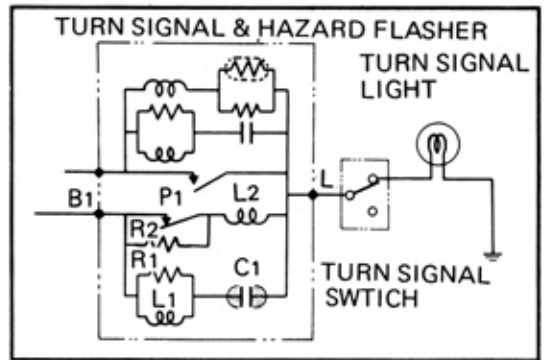 TURN SIGNAL & HAZARD FLASHER
TURN SIGNAL
LIGHT
P1
L2
L
B1
R2
R1
C1
L1
TURN SIGNAL
SWTICH